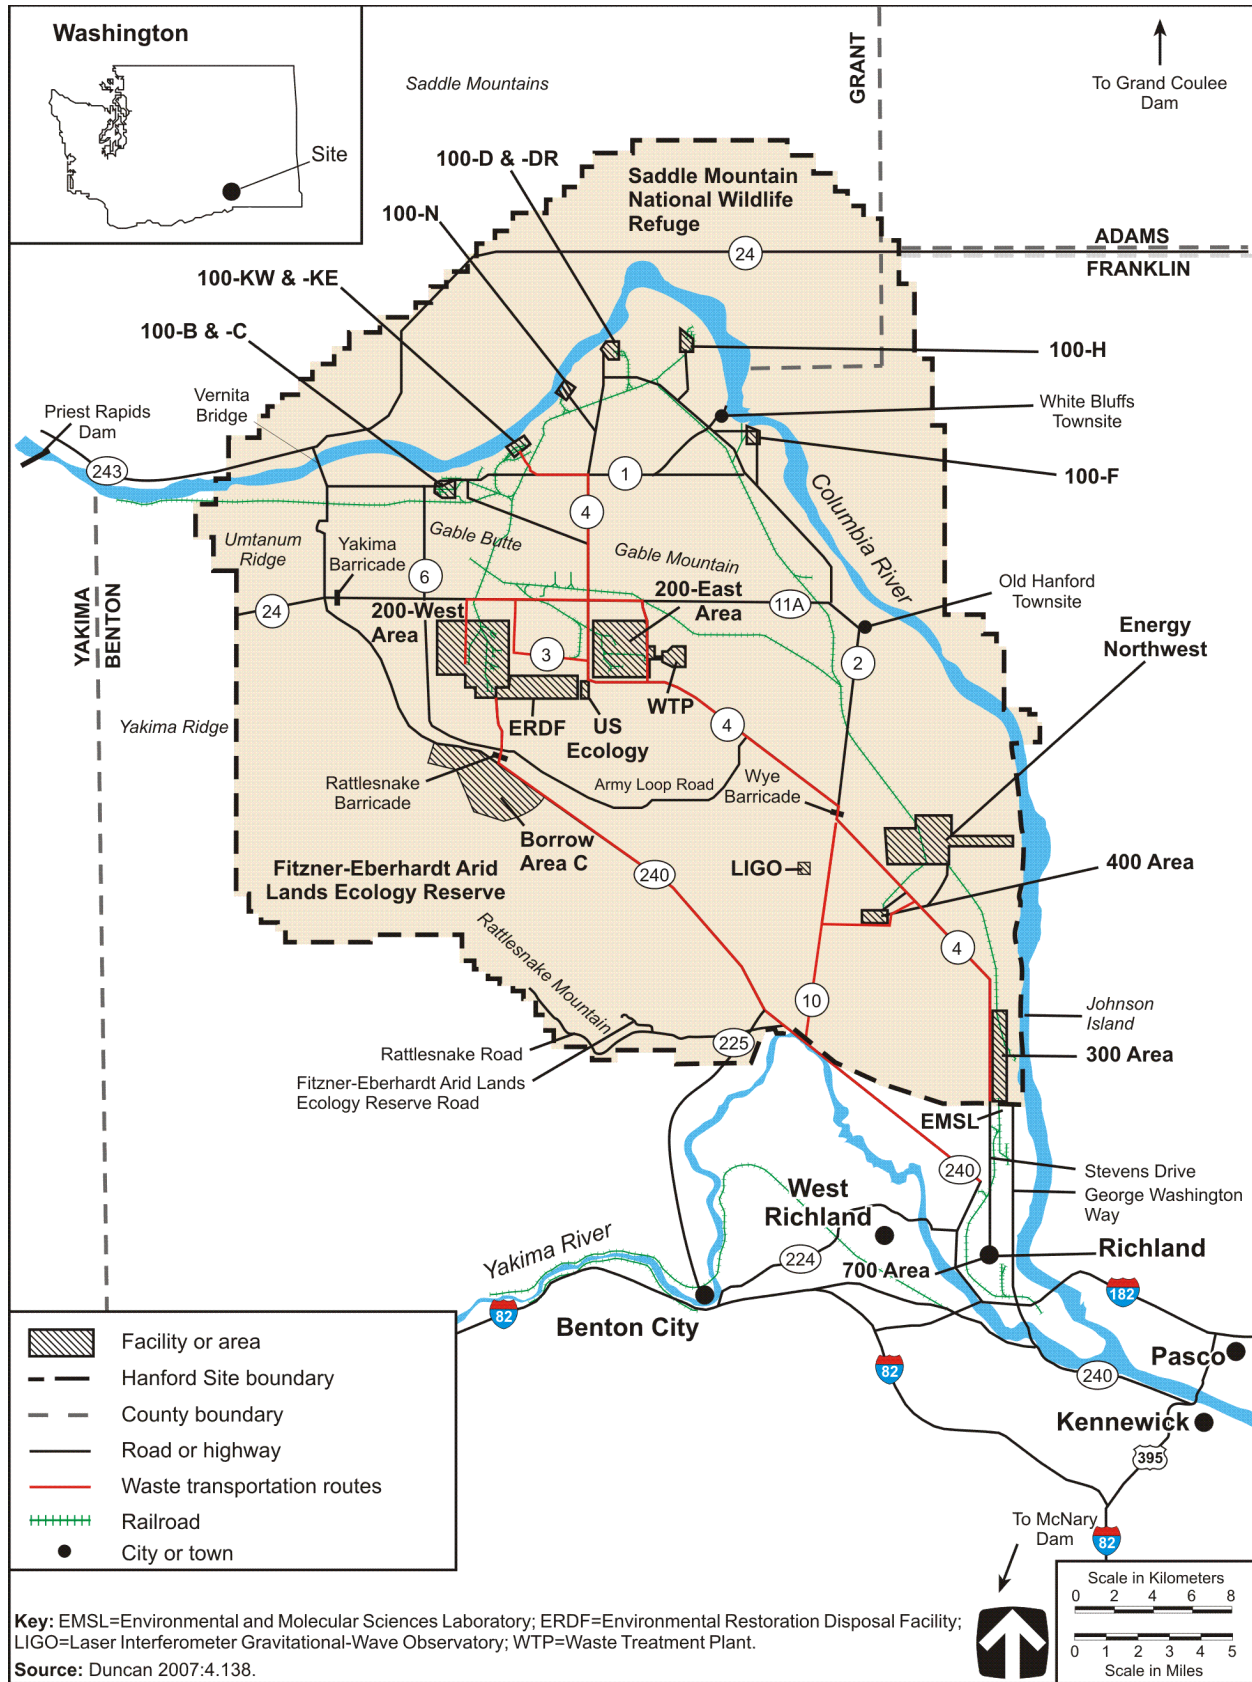 Washington
Site
Saddle Mountains
GRANT
To Grand Coulee
Dam
100-D & -DR
Saddle Mountain
National Wildlife
Refuge
100-N
ADAMS
FRANKLIN
24
100-KW & -KE
100-B & -C
100-H
Vernita
Bridge
Priest Rapids
Dam
White Bluffs
Townsite
243
1
100-F
4
Columbia River
Gable Butte
Umtanum
Ridge
Yakima
Barricade
Gable Mountain
6
200-East
Area
Old Hanford
Townsite
24
200-West
Area
11A
YAKIMA
BENTON
Energy
Northwest
3
2
WTP
Yakima Ridge
ERDF
US
Ecology
4
Rattlesnake
Barricade
Army Loop Road
Wye
Barricade
Borrow
Area C
Fitzner-Eberhardt Arid
Lands Ecology Reserve
240
LIGO
400 Area
Rattlesnake Mountain
4
10
Johnson
Island
225
Rattlesnake Road
300 Area
Fitzner-Eberhardt Arid Lands
Ecology Reserve Road
EMSL
240
Stevens Drive
George Washington
Way
West
Richland
Yakima River
224
700 Area
Richland
82
182
Benton City
Pasco
82
240
Kennewick
395
Facility or area
Hanford Site boundary
County boundary
Road or highway
Waste transportation routes
Railroad
City or town
To McNary
Dam
82
Scale in Kilometers
0 2 4 6 8
0 1 2 3 4 5
Scale in Miles
Key: EMSL=Environmental and Molecular Sciences Laboratory; ERDF=Environmental Restoration Disposal Facility;
LIGO=Laser Interferometer Gravitational-Wave Observatory; WTP=Waste Treatment Plant.
Source: Duncan 2007:4.138.